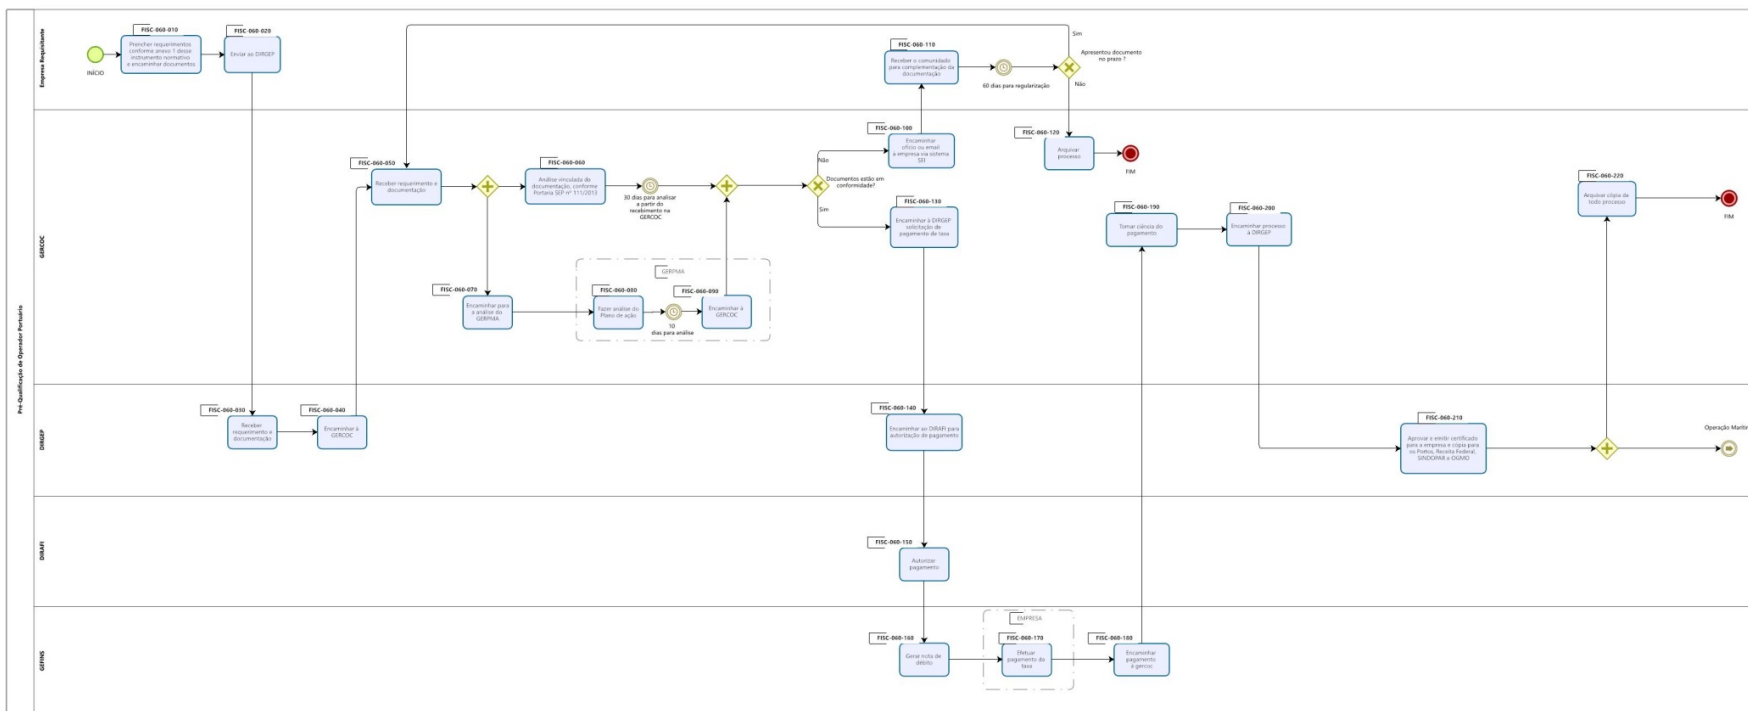 Pré-Qualificação de Operador Portuário
Empresa Requisitante
INÍCIO
FISC-060-010
Prencher requerimentos
conforme anexo 1 desse
instrumento normativo
e encaminhar documentos
FISC-060-020
Enviar ao DIRGEP
FISC-060-110
Receber o comunidado
para complementação da
documentação
60 dias para regularização
Sim
Apresentou documento
no prazo ?
Não
GERCOC
FISC-060-050
Receber requerimento e
documentação
FISC-060-060
Análise vinculada de
documentação, conforme
Portaria SEP nº 111/2013
30 dias para analisar
a partir do
recebimento na
GERCOC
FISC-060-070
Encaminhar para
a análise do
GERPMA
GERPMA
FISC-060-080
Fazer análise do
Plano de ação
10
dias para análise
FISC-060-090
Encaminhar a
GERCOC
Não
Documentos estão em
conformidade?
Sim
FISC-060-100
Encaminhar
ofício ou email
à empresa via sistema
SEI
FISC-060-120
Arquivar
processo
FIM
FISC-060-130
Encaminhar à DIRGEP
solicitação de
pagamento de taxa
FISC-060-190
Tomar ciência do
pagamento
FISC-060-200
Encaminhar processo
à DIRGEP
FISC-060-220
Arquivar cópia de
todo processo
FIM
DIRGEP
FISC-060-030
Receber
requerimento e
documentação
FISC-060-040
Encaminhar à
GERCOC
FISC-060-140
Encaminhar ao DIRAFI para
autorização de pagamento
FISC-060-210
Aprovar e emitir certificado
para a empresa e cópia para
os Portos, Receita Federal,
SINDOPAR e OGMO
Operação Maríti
DIRAFI
FISC-060-150
Autorizar
pagamento
GEFINS
FISC-060-160
Gerar nota de
débito
EMPRESA
FISC-060-170
Efetuar
pagamento da
taxa
FISC-060-180
Encaminhar
pagamento
à gercoc